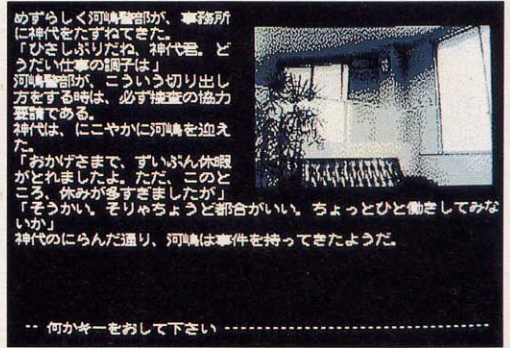 めずらしく河嶋警部が、事務所
に神代をたずねてきた。
「ひさしぶりだね、神代君。ど
うだい仕事の調子は」
河嶋警部が、こういう切り出し
方をする時は、必ず捜査の協力
要請である。
神代は、にこやかに河嶋を迎え
た。
「おかげさまで、ずいぶん休暇
がとれましたよ。ただ、このと
ころ、休みが多すぎましたが」
「そうかい。そりゃちょうど都合がいい。ちょっとひと働きしてみな
いか」
神代のにらんだ通り、河嶋は事件を持ってきたようだ。
-- 何かキーをおして下さい --------------------------------